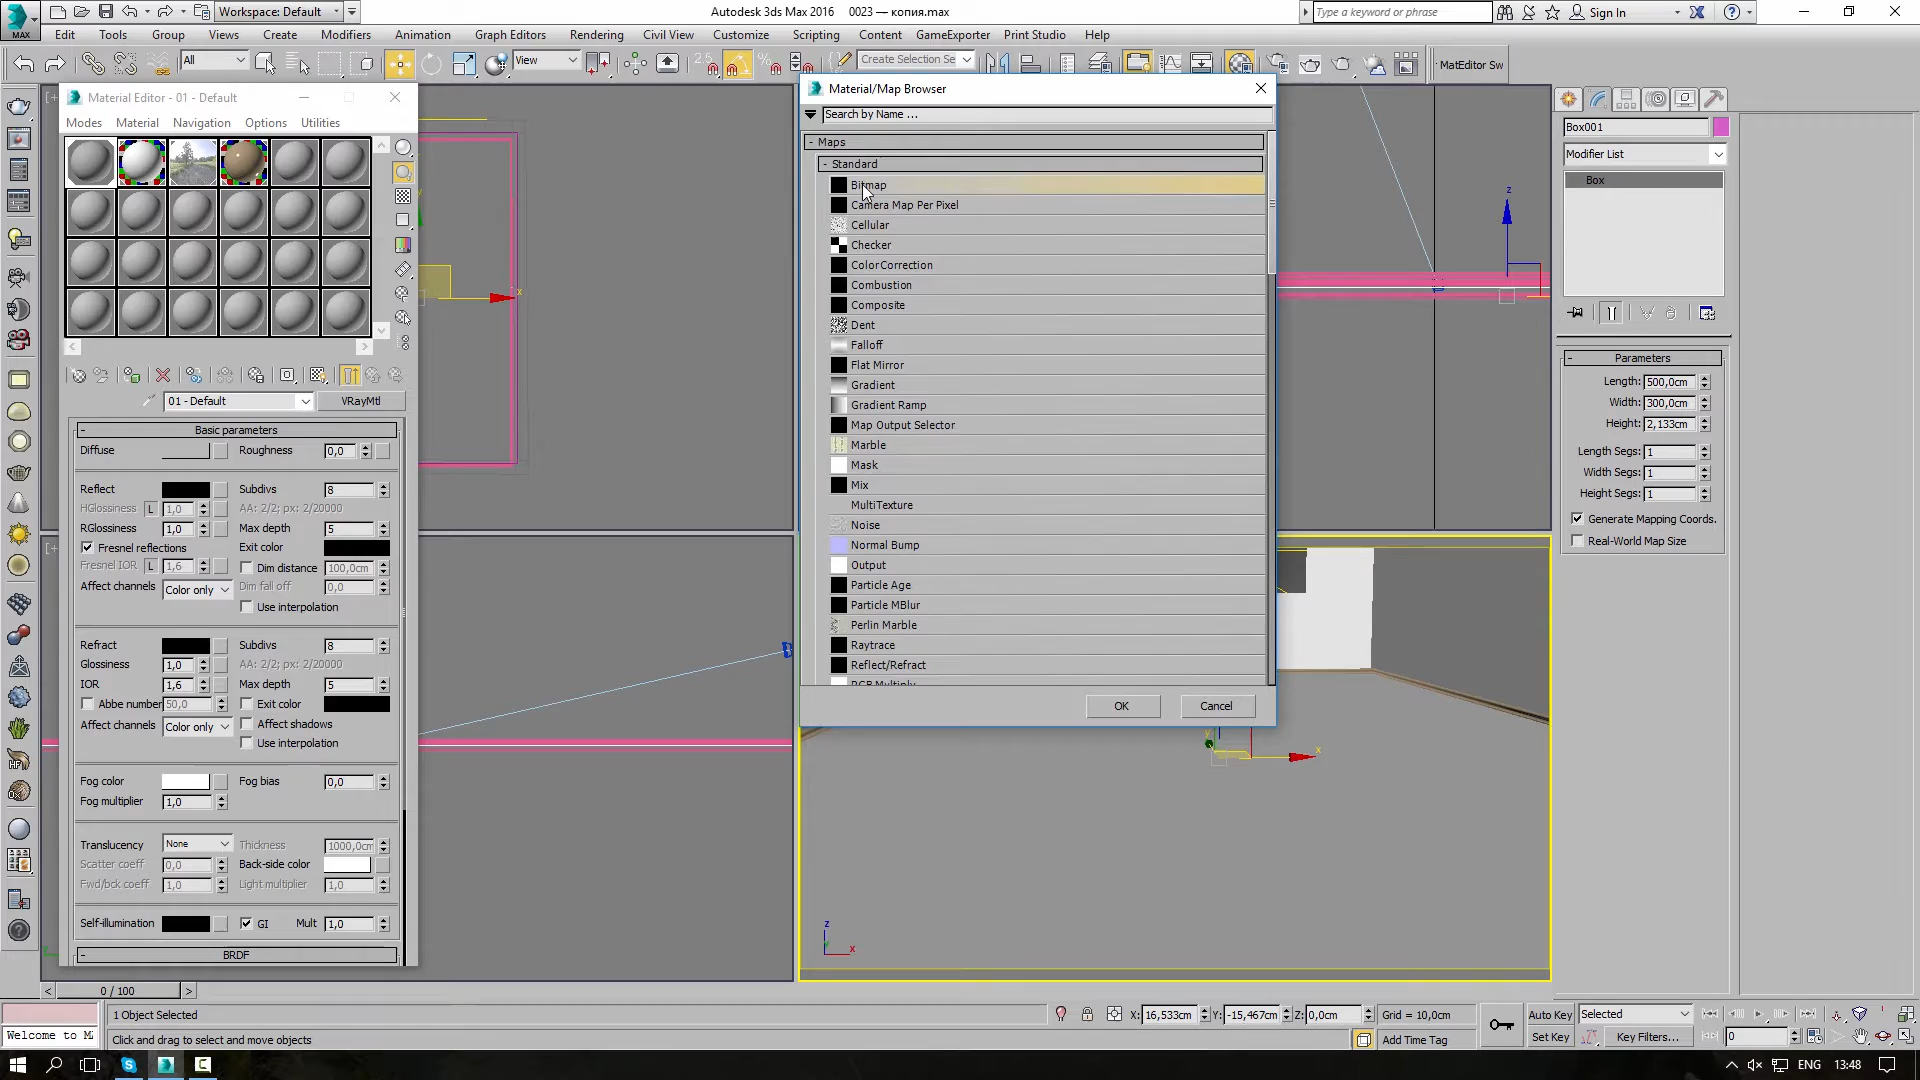 Workspace: Default
Autodesk 3ds Max 2016    0023 — копия.max
Type a keyword or phrase
Sign In
MAX
Edit Tools Group Views Create Modifiers Animation Graph Editors Rendering Civil View Customize Scripting Content GameExporter Print Studio Help
All
View
2.5
Create Selection Se
MatEditor Sw
Material Editor - 01 - Default
Modes Material Navigation Options Utilities
01 - Default
VRayMtl
- Basic parameters
Diffuse
Roughness 0,0
Reflect
Subdivs 8
HGlossiness L 1,0
AA: 2/2; px: 2/20000
RGlossiness 1,0
Max depth 5
Fresnel reflections
Exit color
Fresnel IOR L 1,6
Dim distance 100,0cm
Affect channels Color only
Dim fall off 0,0
Use interpolation
Refract
Subdivs 8
Glossiness 1,0
AA: 2/2; px: 2/20000
IOR 1,6
Max depth 5
Abbe number 50,0
Exit color
Affect channels Color only
Affect shadows
Use interpolation
Fog color
Fog bias 0,0
Fog multiplier 1,0
Translucency None
Thickness 1000,0cm
Scatter coeff 0,0
Back-side color
Fwd/bck coeff 1,0
Light multiplier 1,0
Self-illumination
GI
Mult 1,0
- BRDF
Material/Map Browser
Search by Name ...
- Maps
- Standard
Bitmap
Camera Map Per Pixel
Cellular
Checker
ColorCorrection
Combustion
Composite
Dent
Falloff
Flat Mirror
Gradient
Gradient Ramp
Map Output Selector
Marble
Mask
Mix
MultiTexture
Noise
Normal Bump
Output
Particle Age
Particle MBlur
Perlin Marble
Raytrace
Reflect/Refract
RGB Multiply
OK
Cancel
x
z
x
z
x
Box001
Modifier List
Box
- Parameters
Length: 500,0cm
Width: 300,0cm
Height: 2,133cm
Length Segs: 1
Width Segs: 1
Height Segs: 1
Generate Mapping Coords.
Real-World Map Size
< 0 / 100 >
Welcome to M
1 Object Selected
Click and drag to select and move objects
X: 16,533cm Y: -15,467cm Z: 0,0cm
Grid = 10,0cm
Add Time Tag
Auto Key
Set Key
Selected
Key Filters...
0
ENG 13:48